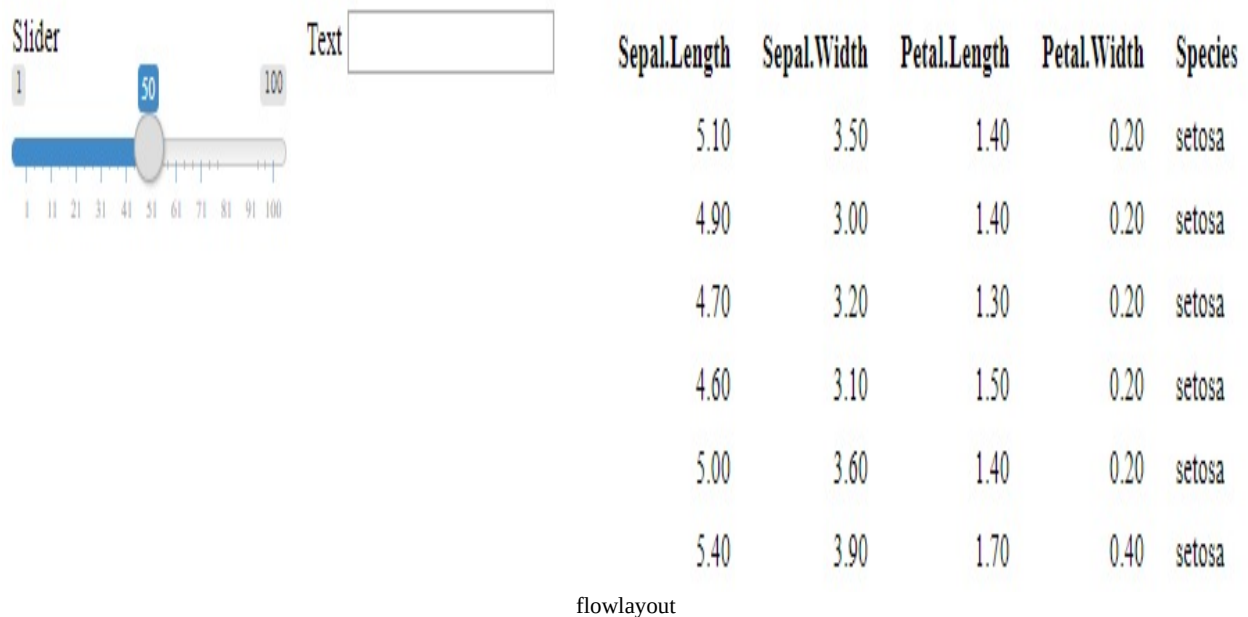 Slider
1 50 100
1 11 21 31 41 51 61 71 81 91 100
Text
Sepal.Length Sepal.Width Petal.Length Petal.Width Species
5.10 3.50 1.40 0.20 setosa
4.90 3.00 1.40 0.20 setosa
4.70 3.20 1.30 0.20 setosa
4.60 3.10 1.50 0.20 setosa
5.00 3.60 1.40 0.20 setosa
5.40 3.90 1.70 0.40 setosa
flowlayout